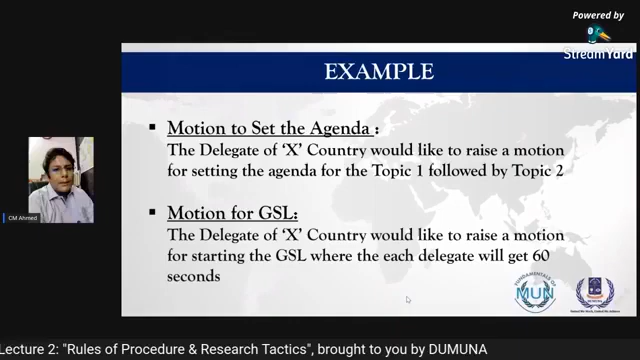 Powered by
StreamYard
EXAMPLE
Motion to Set the Agenda :
The Delegate of 'X' Country would like to raise a motion
for setting the agenda for the Topic 1 followed by Topic 2
Motion for GSL:
The Delegate of 'X' Country would like to raise a motion
for starting the GSL where the each delegate will get 60
seconds
CM Ahmed
FUNDAMENTALS OF
MUN
Lecture 2: "Rules of Procedure & Research Tactics", brought to you by DUMUNA